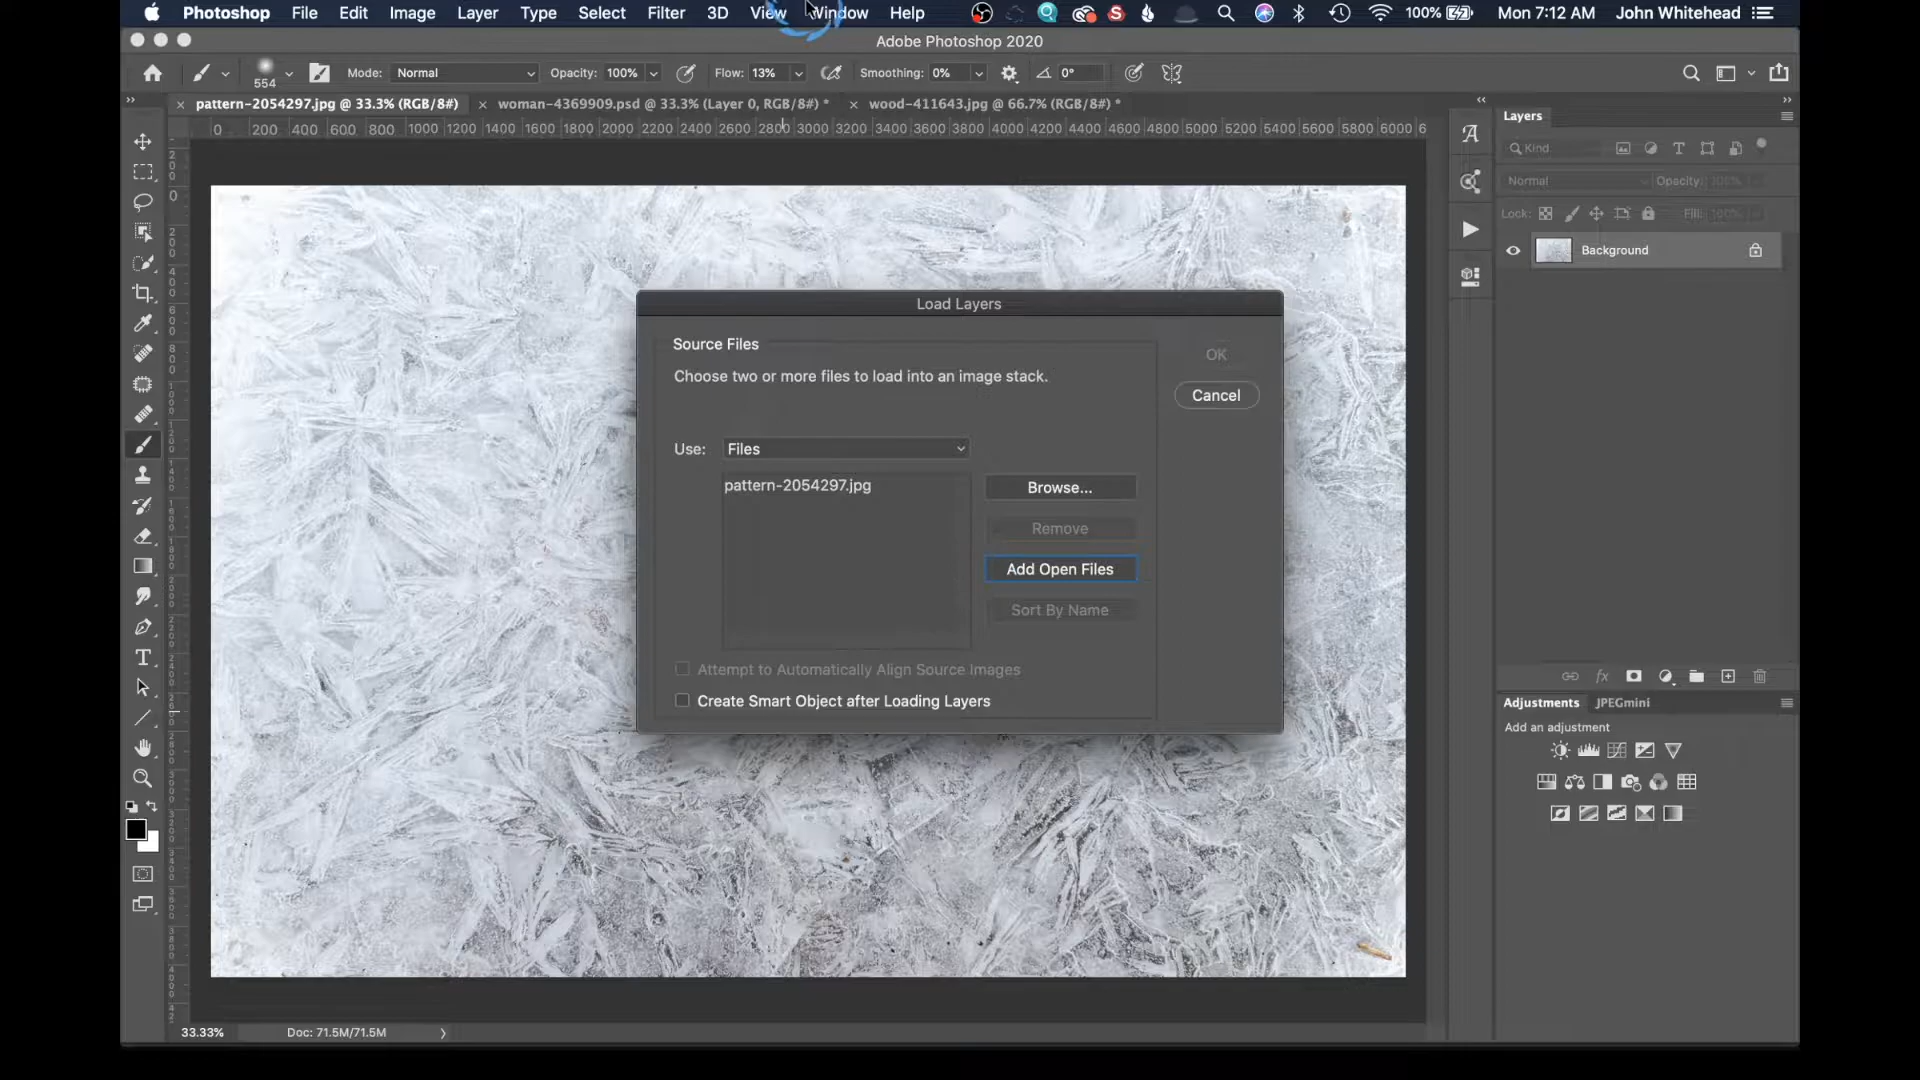 Photoshop File Edit Image Layer Type Select Filter 3D View Window Help 100% Mon 7:12 AM John Whitehead
Adobe Photoshop 2020
554 Mode: Normal Opacity: 100% Flow: 13% Smoothing: 0% 0°
pattern-2054297.jpg @ 33.3% (RGB/8#) woman-4369909.psd @ 33.3% (Layer 0, RGB/8#) * wood-411643.jpg @ 66.7% (RGB/8#) *
0 200 400 600 800 1000 1200 1400 1600 1800 2000 2200 2400 2600 2800 3000 3200 3400 3600 3800 4000 4200 4400 4600 4800 5000 5200 5400 5600 5800 6000 6
Layers
Kind
Normal Opacity: 100%
Lock: Fill: 100%
Background
Load Layers
Source Files
Choose two or more files to load into an image stack.
OK
Cancel
Use: Files
pattern-2054297.jpg
Browse...
Remove
Add Open Files
Sort By Name
Attempt to Automatically Align Source Images
Create Smart Object after Loading Layers
Adjustments JPEGmini
Add an adjustment
33.33% Doc: 71.5M/71.5M